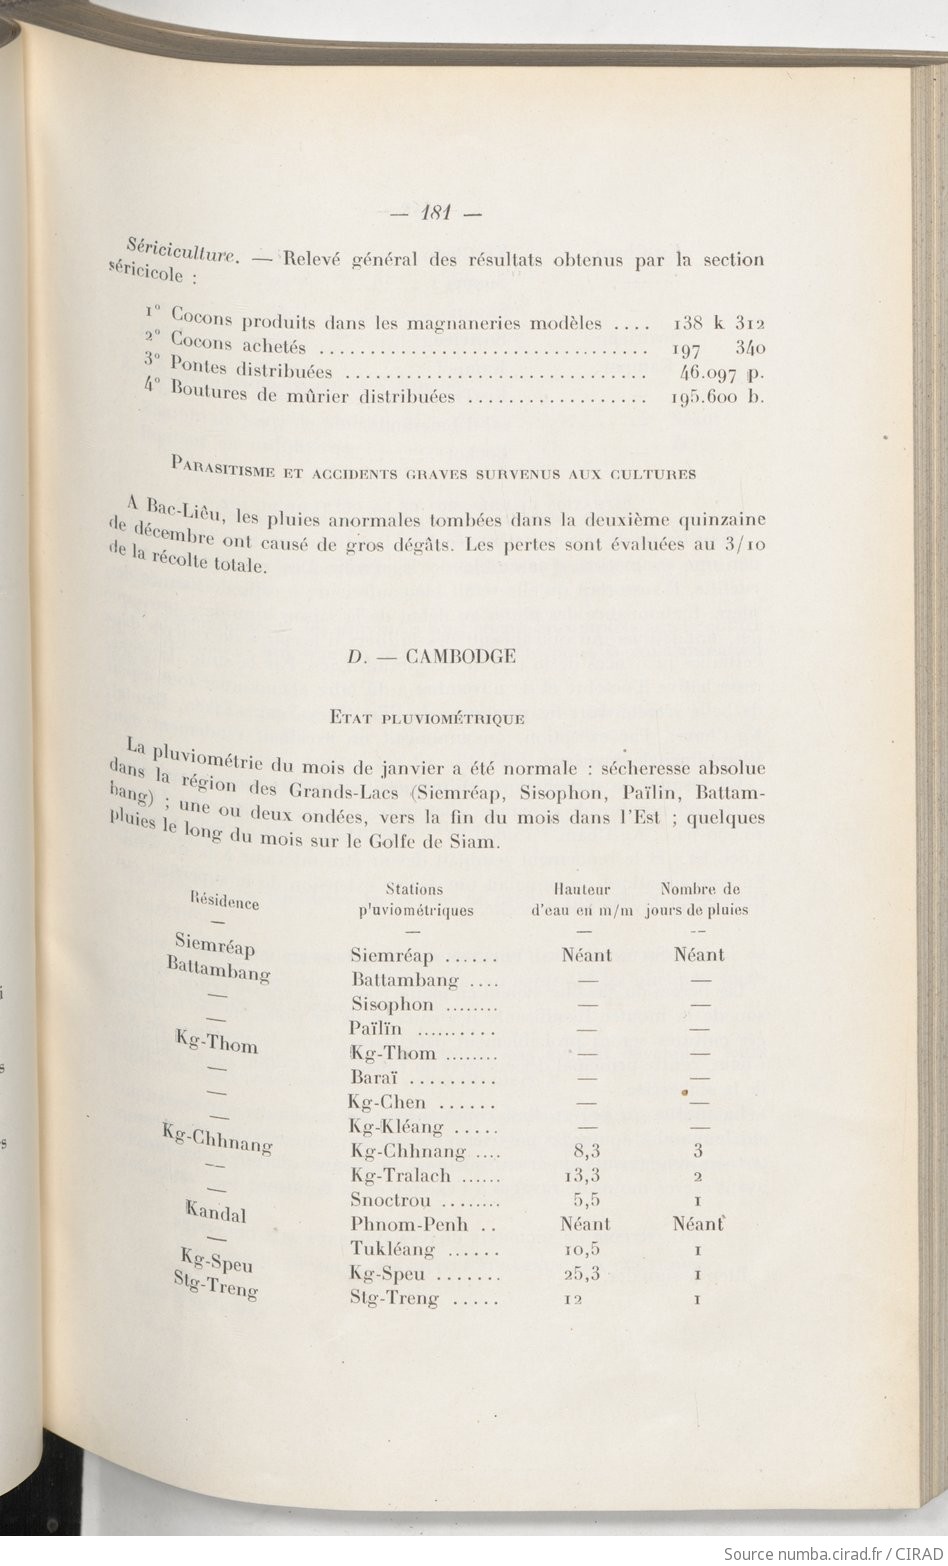 — 181 —
Sériciculture. — Relevé général des résultats obtenus par la section
séricicole :
1° Cocons produits dans les magnaneries modèles .... 138 k 312
2° Cocons achetés ................................. 197 340
3° Pontes distribuées .............................. 46.097 p.
4° Boutures de mûrier distribuées .................. 195.600 b.
PARASITISME ET ACCIDENTS GRAVES SURVENUS AUX CULTURES
A Bac-Liêu, les pluies anormales tombées dans la deuxième quinzaine
de décembre ont causé de gros dégâts. Les pertes sont évaluées au 3/10
de la récolte totale.
D. — CAMBODGE
ETAT PLUVIOMÉTRIQUE
La pluviométrie du mois de janvier a été normale : sécheresse absolue
dans la région des Grands-Lacs (Siemréap, Sisophon, Païlin, Battam-
bang) ; une ou deux ondées, vers la fin du mois dans l'Est ; quelques
pluies le long du mois sur le Golfe de Siam.
Résidence Stations Hauteur Nombre de
p'uviométriques d'eau en m/m jours de pluies
— — — —
Siemréap Siemréap ...... Néant Néant
Battambang Battambang .... — —
— Sisophon ........ — —
— Païlïn .......... — —
Kg-Thom Kg-Thom ........ — —
— Baraï ......... — —
— Kg-Chen ...... — —
— Kg-Kléang ..... — —
Kg-Chhnang Kg-Chhnang .... 8,3 3
— Kg-Tralach ...... 13,3 2
— Snoctrou ........ 5,5 1
Kandal Phnom-Penh .. Néant Néant
— Tukléang ...... 10,5 1
Kg-Speu Kg-Speu ....... 25,3 1
Stg-Treng Stg-Treng ..... 12 1
Source numba.cirad.fr / CIRAD